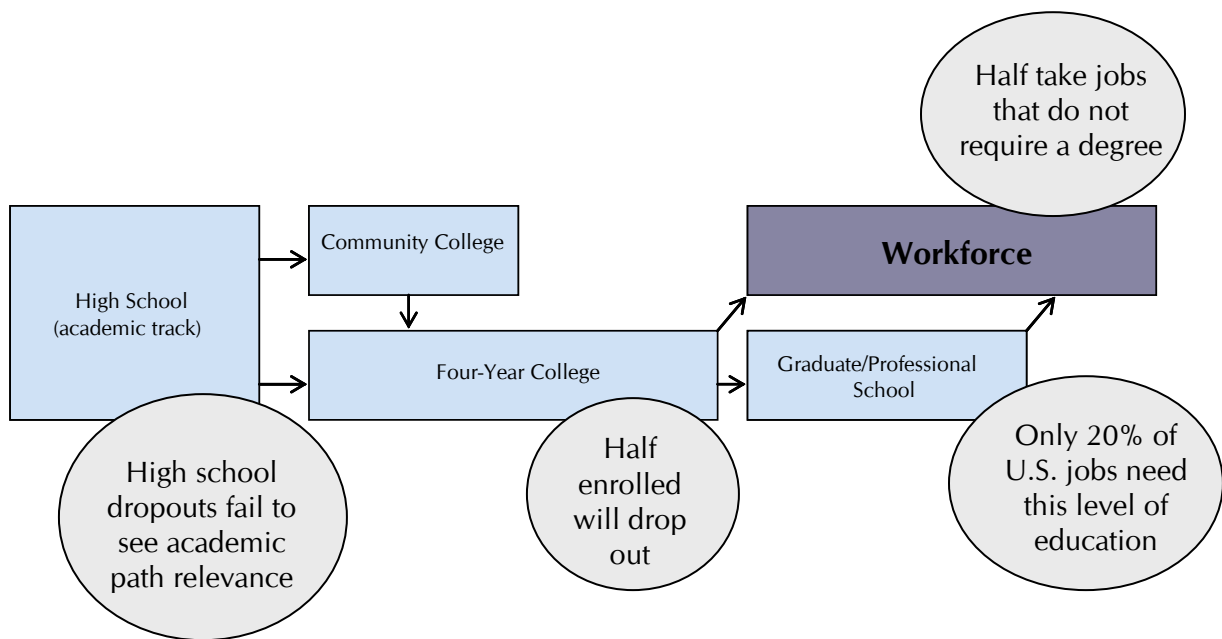 Half take jobs
that do not
require a degree
Community College
Workforce
High School
(academic track)
Four-Year College
Graduate/Professional
School
High school
dropouts fail to
see academic
path relevance
Half
enrolled
will drop
out
Only 20% of
U.S. jobs need
this level of
education